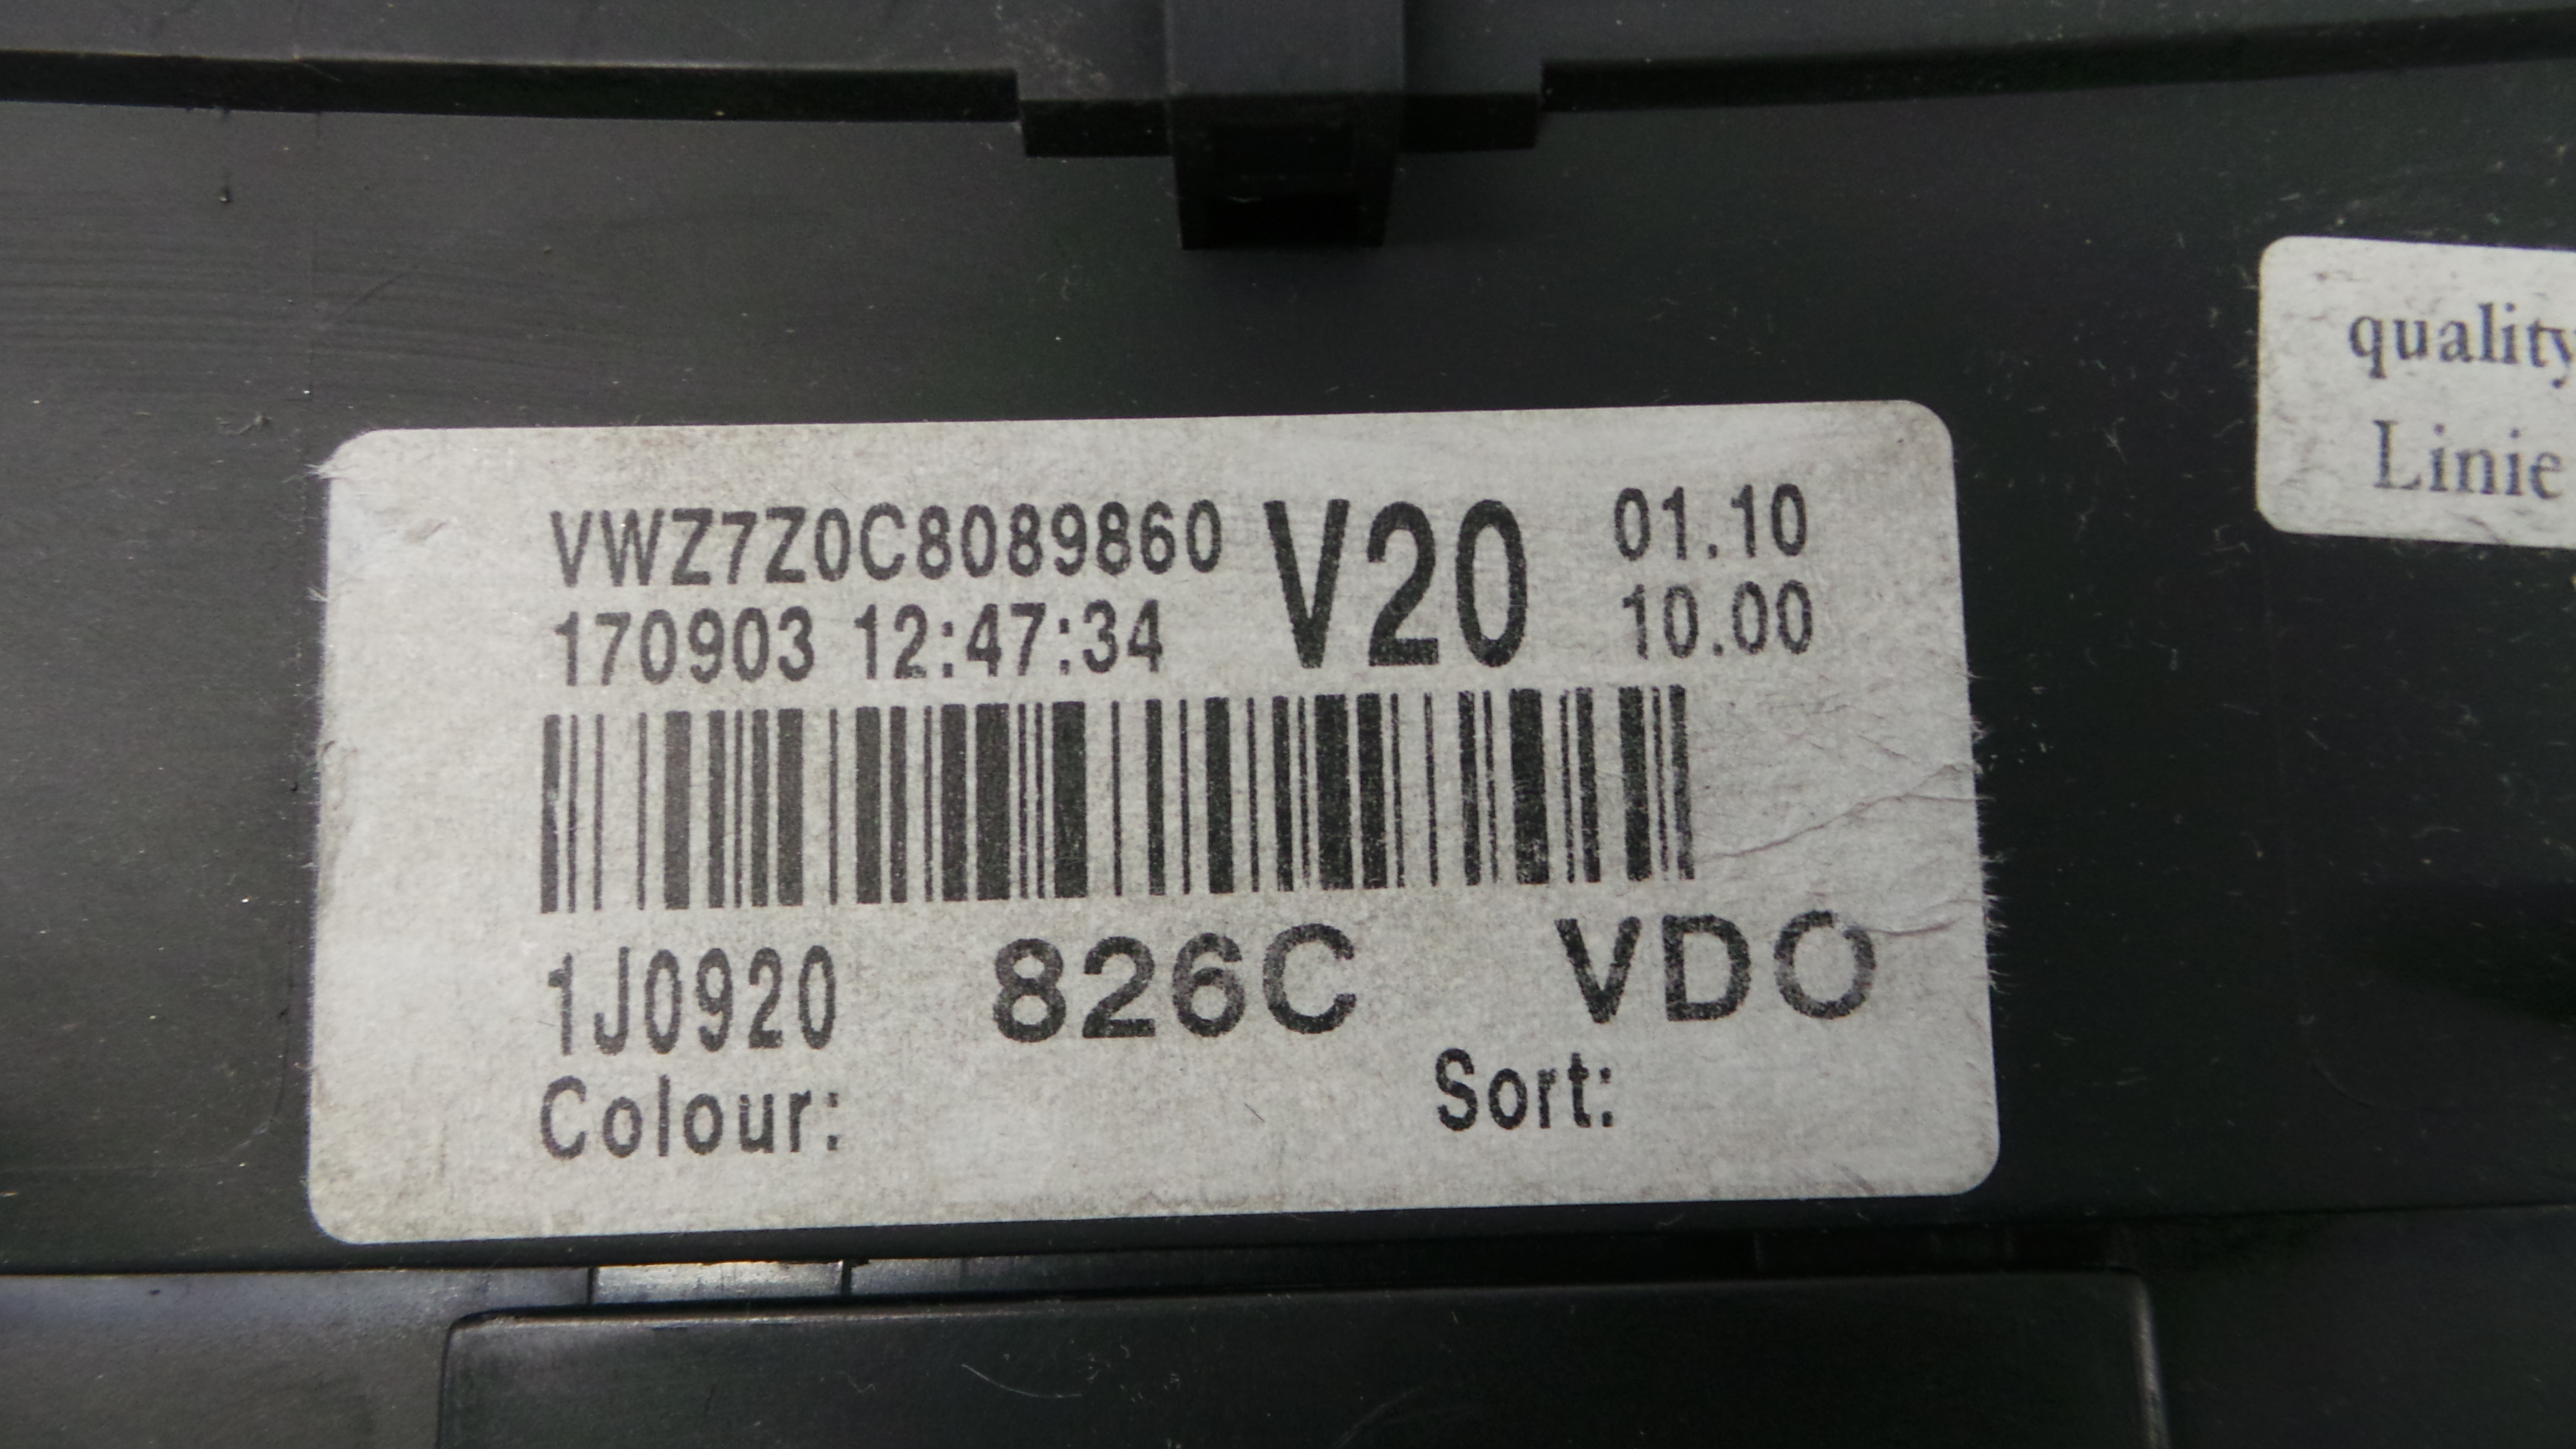 VWZ7Z0C8089860 V20 01.10
170903 12:47:34 10.00
1J0920 826C VDO
Colour: Sort:
quality
Linie